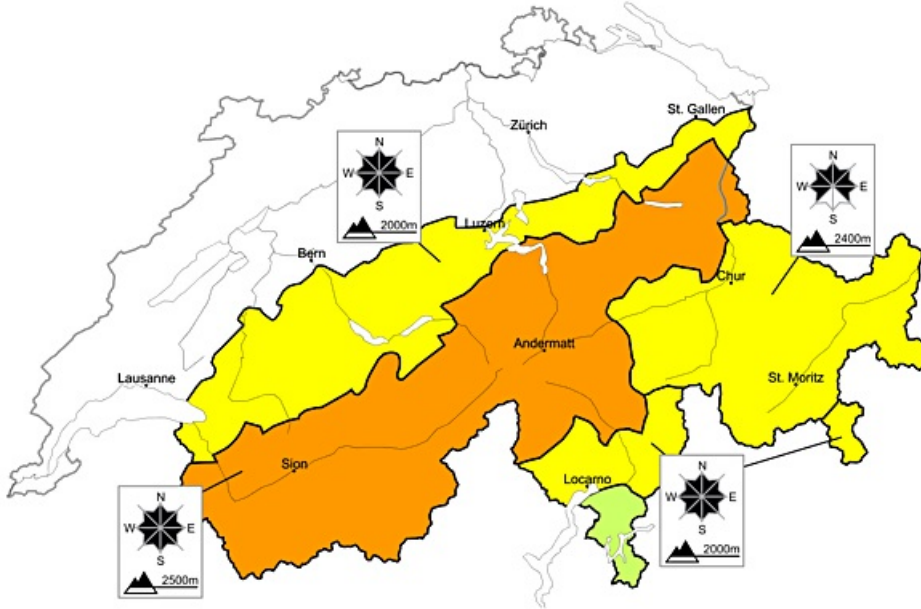 St. Gallen
Zürich
N
W E
S
2000m
N
W E
S
2400m
Luzern
Bern
Chur
Andermatt
Lausanne
St. Moritz
Sion
Locarno
N
W E
S
2500m
N
W E
S
2000m